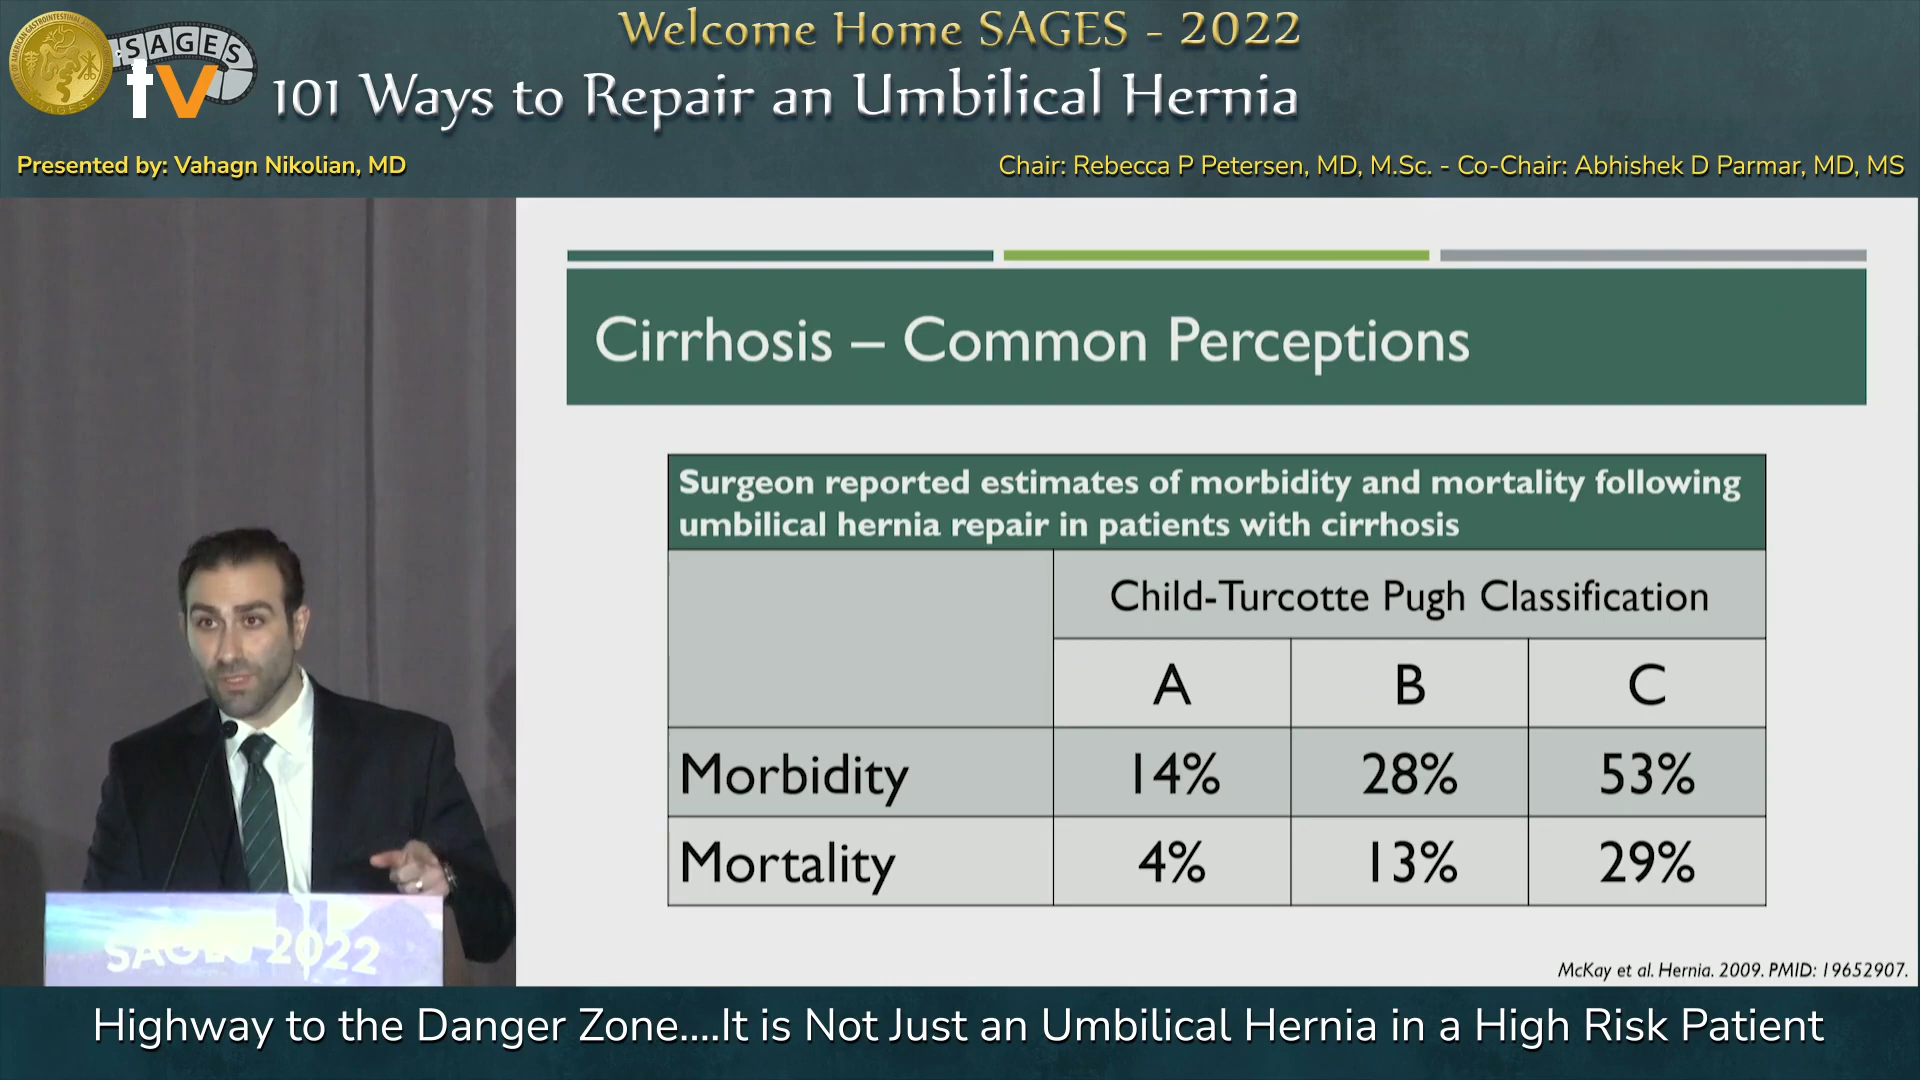 SAGES
tv
Welcome Home SAGES - 2022
101 Ways to Repair an Umbilical Hernia
Presented by: Vahagn Nikolian, MD
Chair: Rebecca P Petersen, MD, M.Sc. - Co-Chair: Abhishek D Parmar, MD, MS
Cirrhosis – Common Perceptions
Surgeon reported estimates of morbidity and mortality following
umbilical hernia repair in patients with cirrhosis
Child-Turcotte Pugh Classification
A B C
Morbidity 14% 28% 53%
Mortality 4% 13% 29%
McKay et al. Hernia. 2009. PMID: 19652907.
SAGES 2022
Highway to the Danger Zone....It is Not Just an Umbilical Hernia in a High Risk Patient